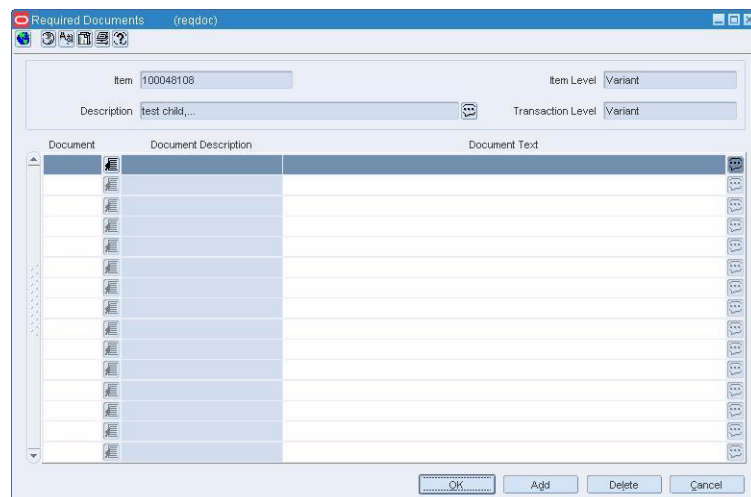 Required Documents (reqdoc)
Item 100048108 Item Level Variant
Description test child,... Transaction Level Variant
Document Document Description Document Text
OK Add Delete Cancel